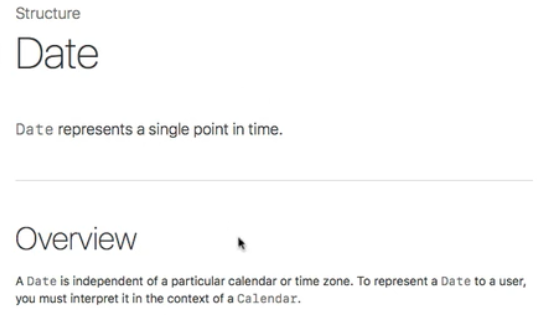 Structure
Date
Date represents a single point in time.
Overview
A Date is independent of a particular calendar or time zone. To represent a Date to a user,
you must interpret it in the context of a Calendar.